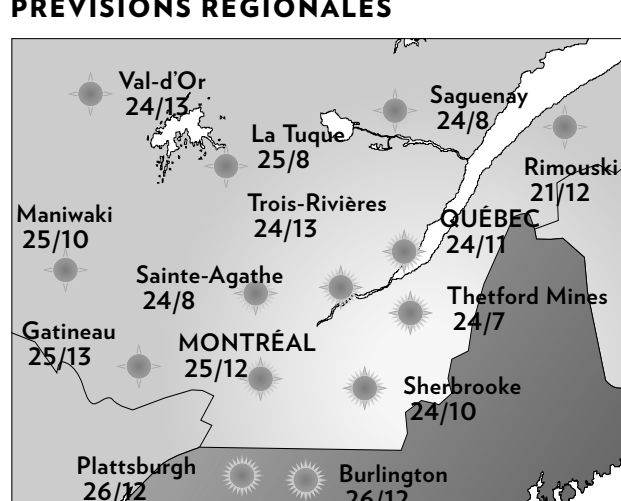 PRÉVISIONS RÉGIONALES
Val-d'Or
24/13
Saguenay
24/8
La Tuque
25/8
Rimouski
21/12
Trois-Rivières
24/13
Maniwaki
25/10
QUÉBEC
24/11
Sainte-Agathe
24/8
Thetford Mines
24/7
Gatineau
25/13
MONTRÉAL
25/12
Sherbrooke
24/10
Plattsburgh
26/12
Burlington
26/12